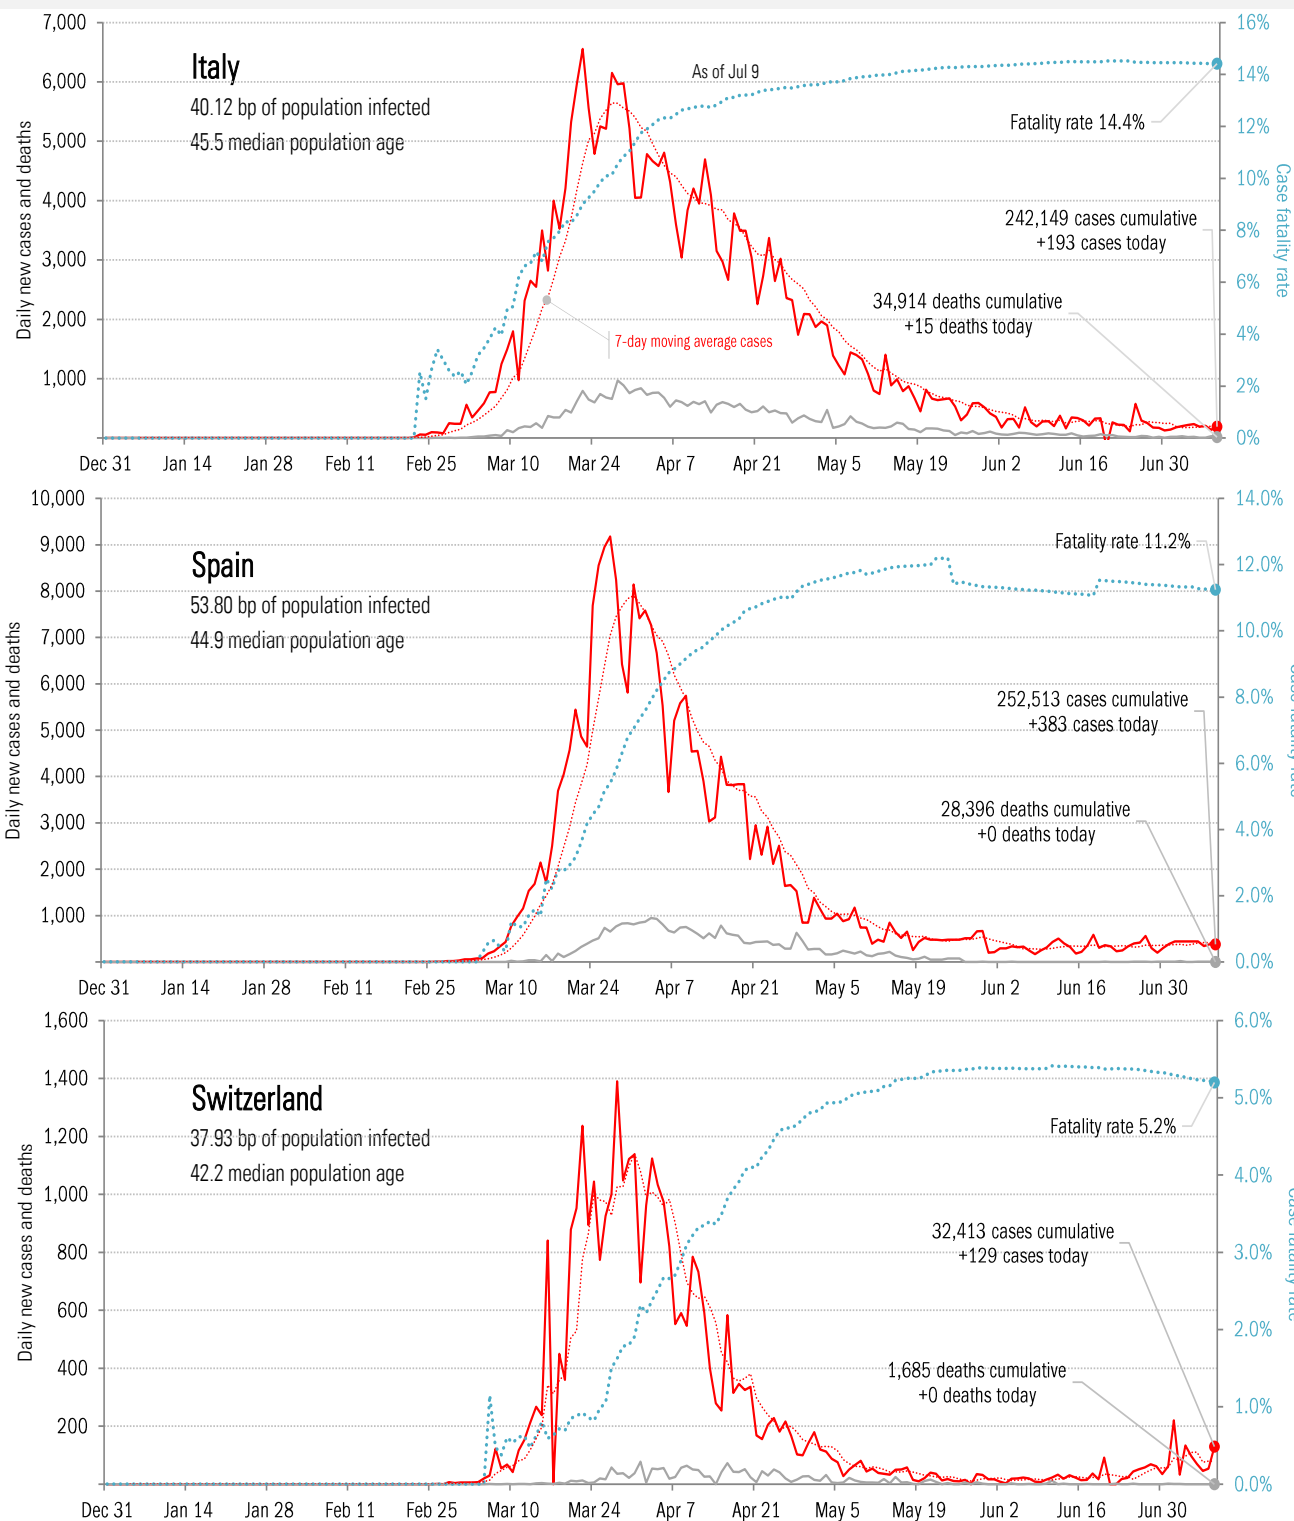 7,000
6,000
5,000
4,000
3,000
2,000
1,000
16%
14%
12%
10%
8%
6%
4%
2%
0%
Daily new cases and deaths
Case fatality rate
Italy
40.12 bp of population infected
45.5 median population age
As of Jul 9
Fatality rate 14.4%
242,149 cases cumulative
+193 cases today
34,914 deaths cumulative
+15 deaths today
7-day moving average cases
Dec 31 Jan 14 Jan 28 Feb 11 Feb 25 Mar 10 Mar 24 Apr 7 Apr 21 May 5 May 19 Jun 2 Jun 16 Jun 30
10,000
9,000
8,000
7,000
6,000
5,000
4,000
3,000
2,000
1,000
14.0%
12.0%
10.0%
8.0%
6.0%
4.0%
2.0%
0.0%
Daily new cases and deaths
Spain
53.80 bp of population infected
44.9 median population age
Fatality rate 11.2%
252,513 cases cumulative
+383 cases today
28,396 deaths cumulative
+0 deaths today
Dec 31 Jan 14 Jan 28 Feb 11 Feb 25 Mar 10 Mar 24 Apr 7 Apr 21 May 5 May 19 Jun 2 Jun 16 Jun 30
1,600
1,400
1,200
1,000
800
600
400
200
6.0%
5.0%
4.0%
3.0%
2.0%
1.0%
0.0%
Daily new cases and deaths
Switzerland
37.93 bp of population infected
42.2 median population age
Fatality rate 5.2%
32,413 cases cumulative
+129 cases today
1,685 deaths cumulative
+0 deaths today
Dec 31 Jan 14 Jan 28 Feb 11 Feb 25 Mar 10 Mar 24 Apr 7 Apr 21 May 5 May 19 Jun 2 Jun 16 Jun 30